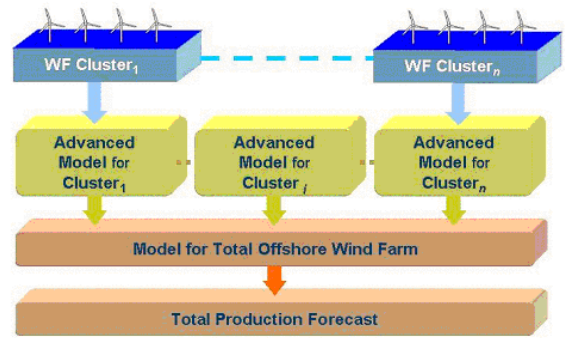 WF Cluster1
WF Clustern
Advanced
Model for
Cluster1
Advanced
Model for
Cluster i
Advanced
Model for
Clustern
Model for Total Offshore Wind Farm
Total Production Forecast